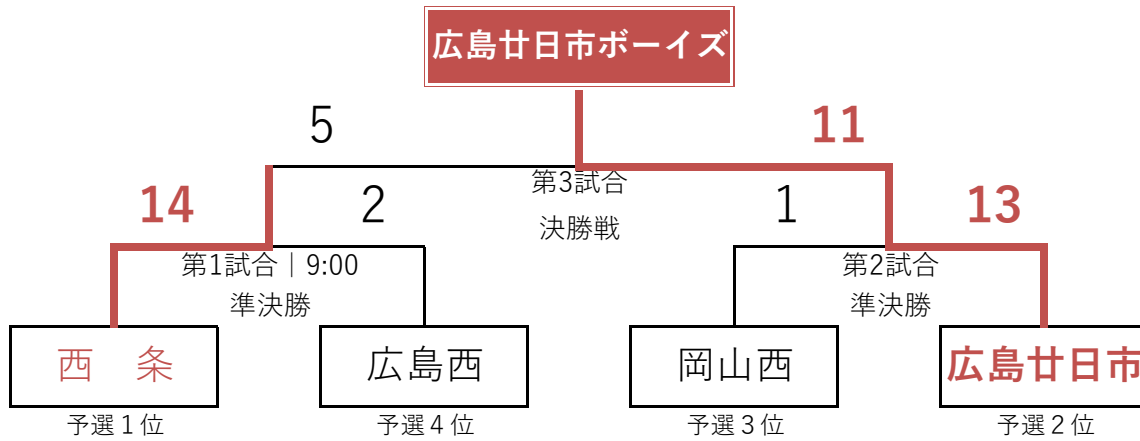 広島廿日市ボーイズ
5
11
第3試合
決勝戦
14
2
1
13
第1試合｜9:00
準決勝
第2試合
準決勝
西　条
広島西
岡山西
広島廿日市
予選１位
予選４位
予選３位
予選２位